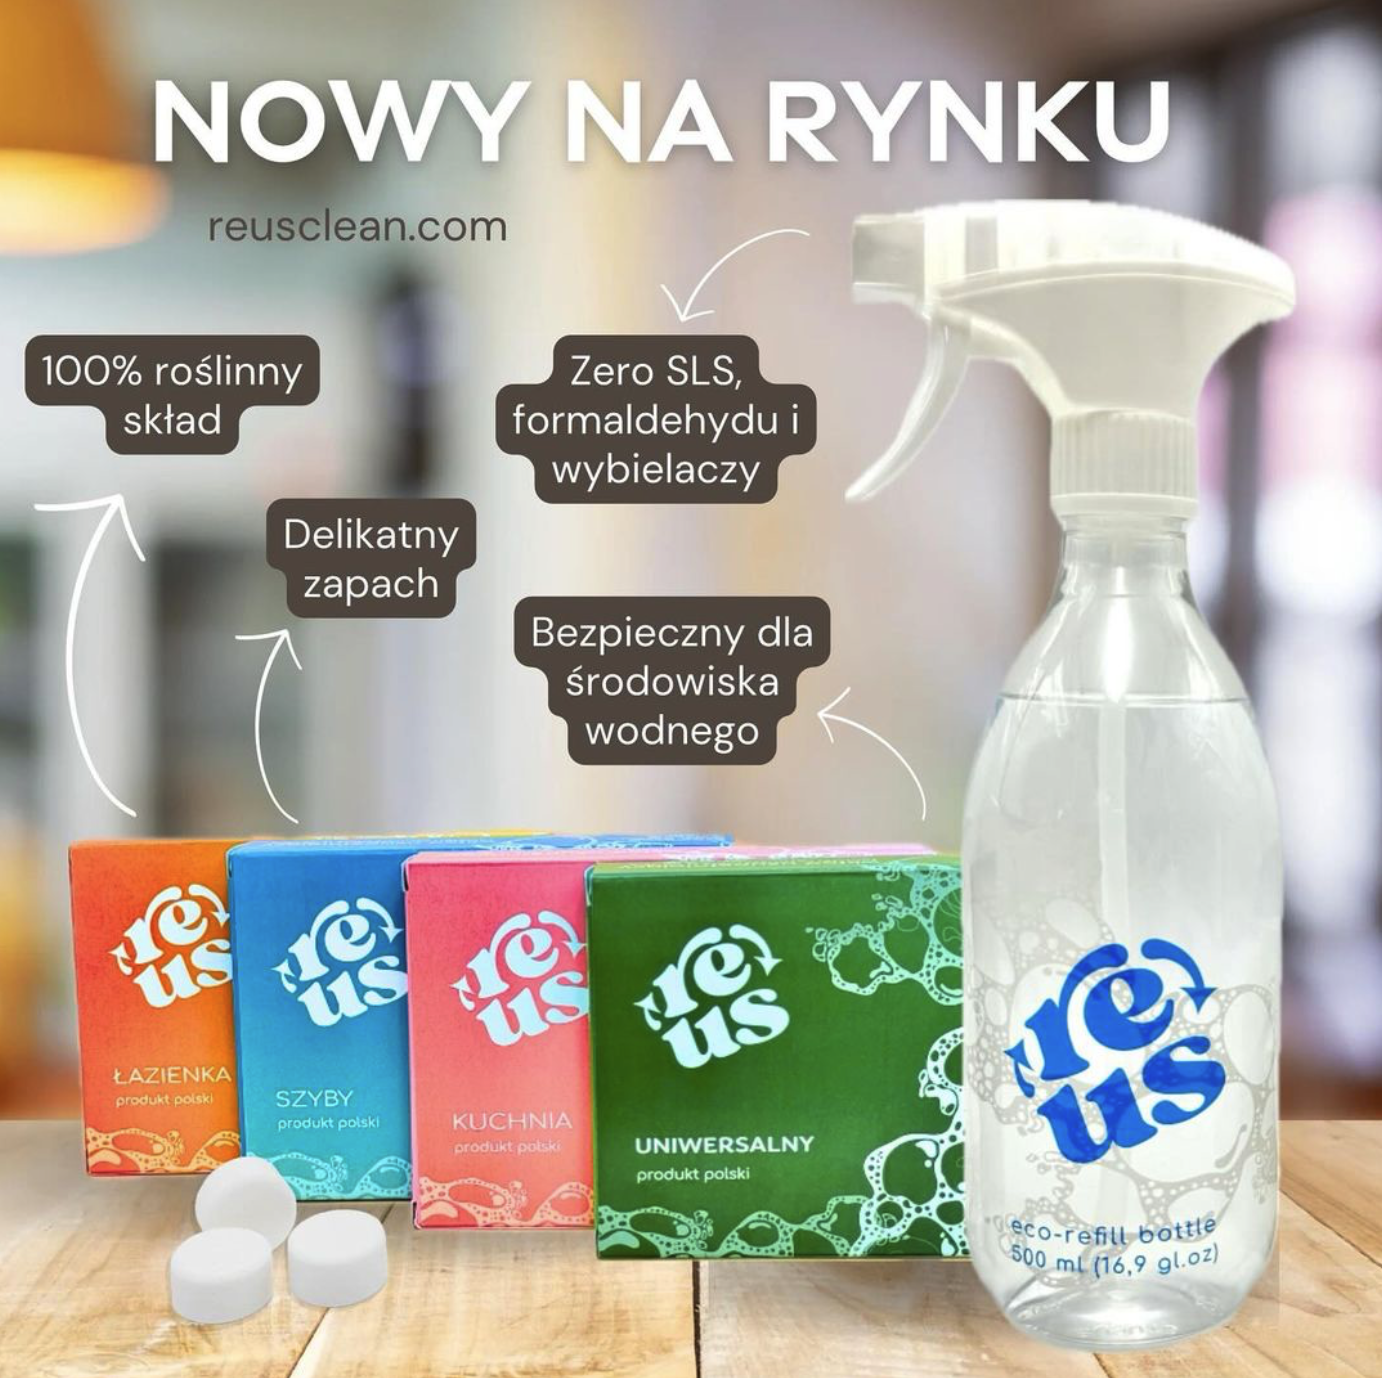 NOWY NA RYNKU
reusclean.com
100% roślinny
skład
Zero SLS,
formaldehydu i
wybielaczy
Delikatny
zapach
Bezpieczny dla
środowiska
wodnego
re
us
ŁAZIENKA
produkt polski
re
us
SZYBY
produkt polski
re
us
KUCHNIA
produkt polski
re
us
UNIWERSALNY
produkt polski
re
us
eco-refill bottle
500 ml (16,9 gl.oz)